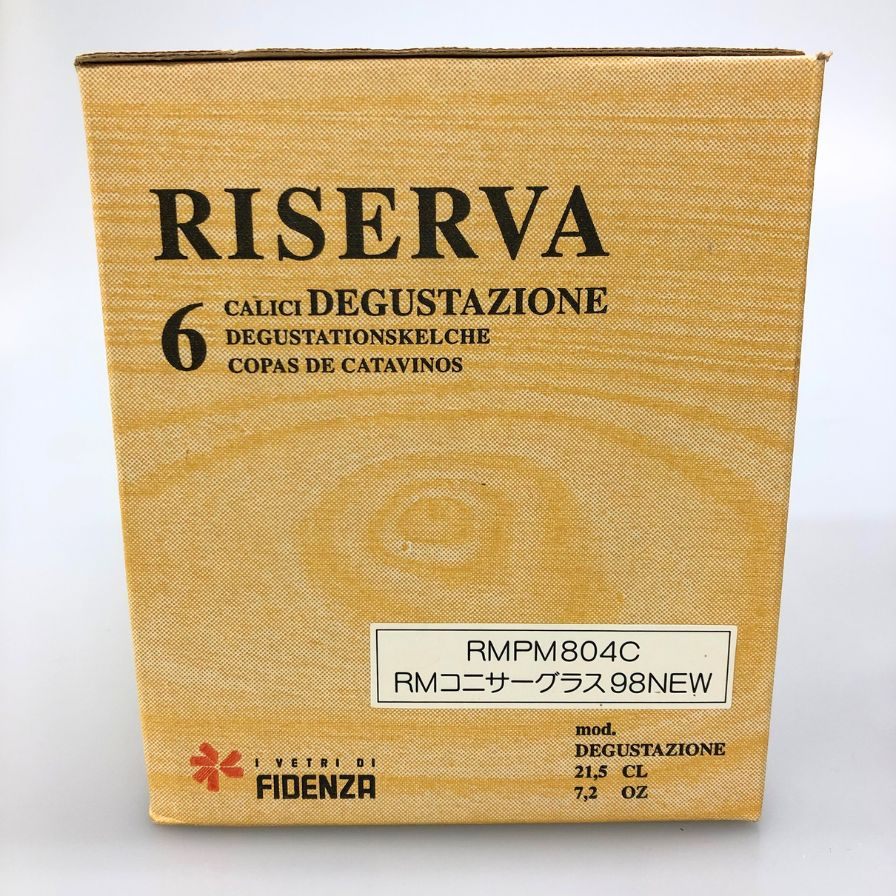 RISERVA
6 CALICI DEGUSTAZIONE
DEGUSTATIONSKELCHE
COPAS DE CATAVINOS
RMPM804C
RMコニサーグラス98NEW
I VETRI DI
FIDENZA
mod.
DEGUSTAZIONE
21,5 CL
7,2 OZ